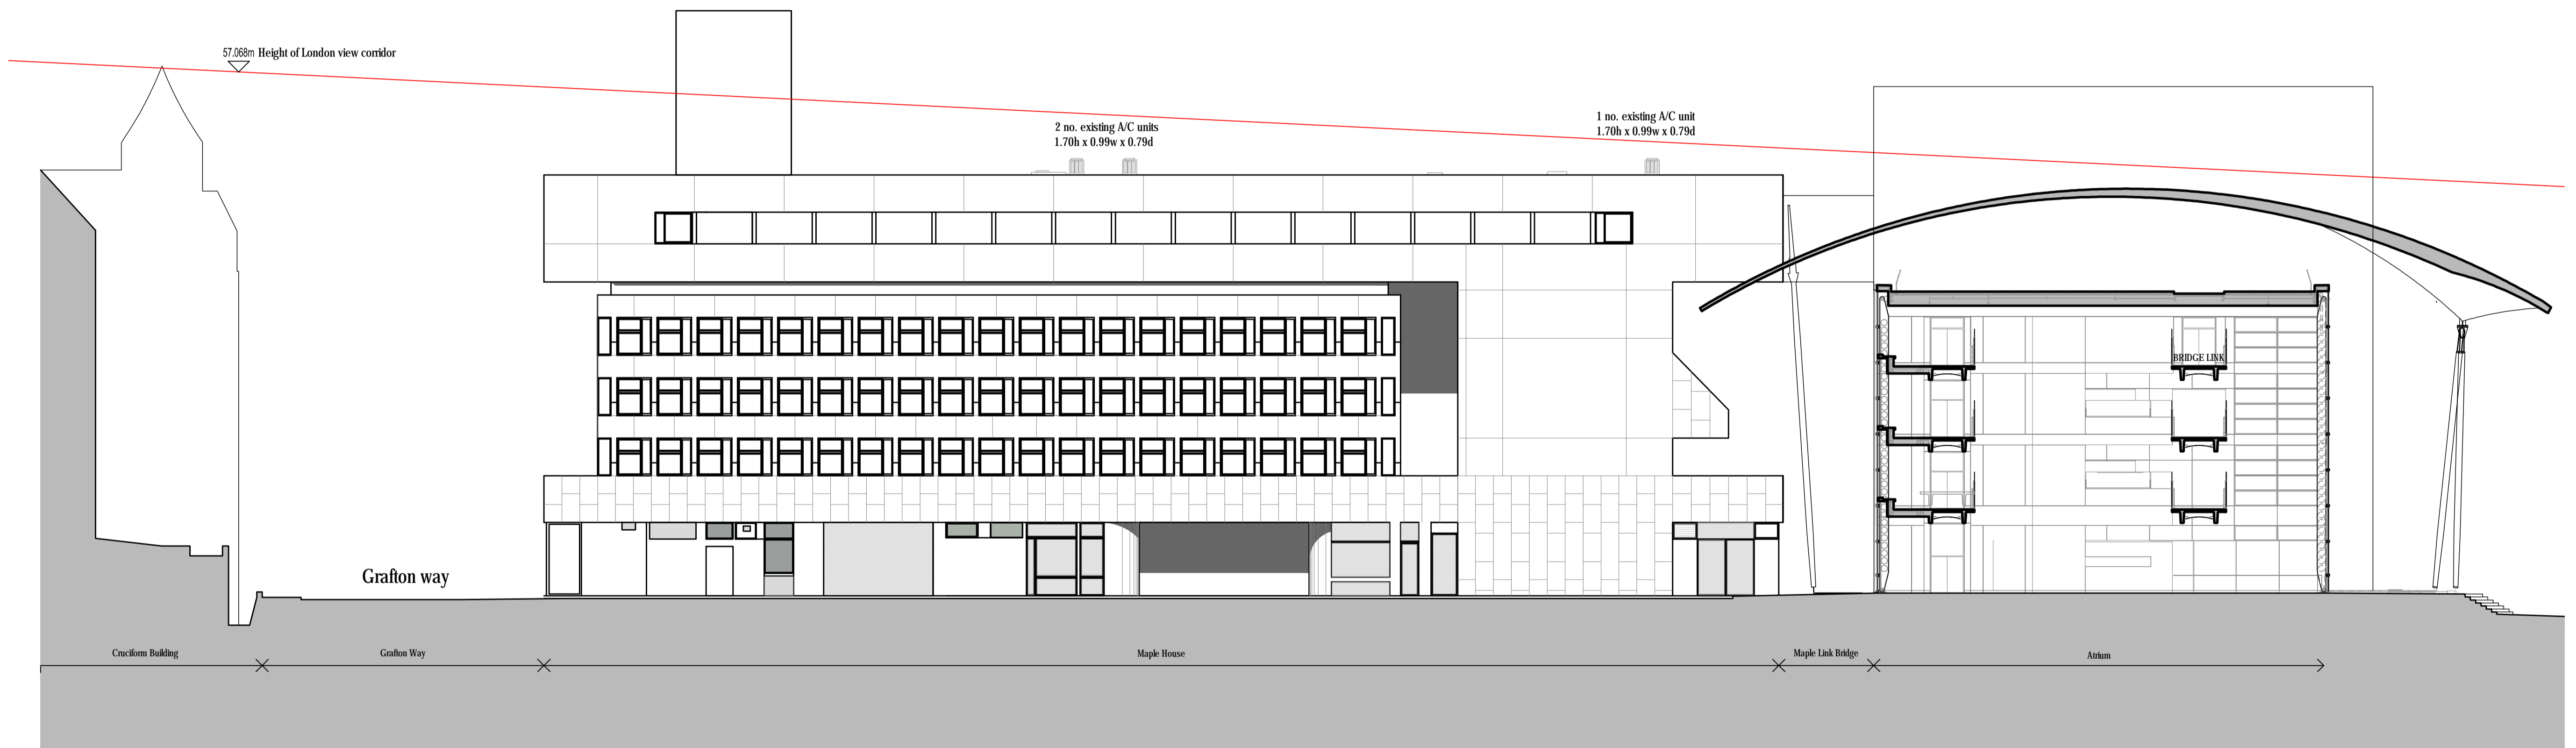 57.068m Height of London view corridor
2 no. existing A/C units
1.70h x 0.99w x 0.79d
1 no. existing A/C unit
1.70h x 0.99w x 0.79d
BRIDGE LINK
Grafton way
Cruciform Building
Grafton Way
Maple House
Maple Link Bridge
Atrium